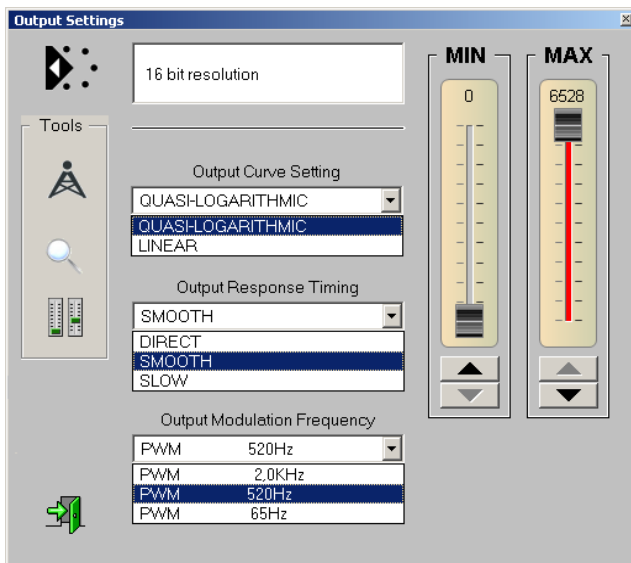 Output Settings
16 bit resolution
Tools
Output Curve Setting
QUASI-LOGARITHMIC
QUASI-LOGARITHMIC
LINEAR
Output Response Timing
SMOOTH
DIRECT
SMOOTH
SLOW
Output Modulation Frequency
PWM 520Hz
PWM 2,0KHz
PWM 520Hz
PWM 65Hz
MIN
0
MAX
6528